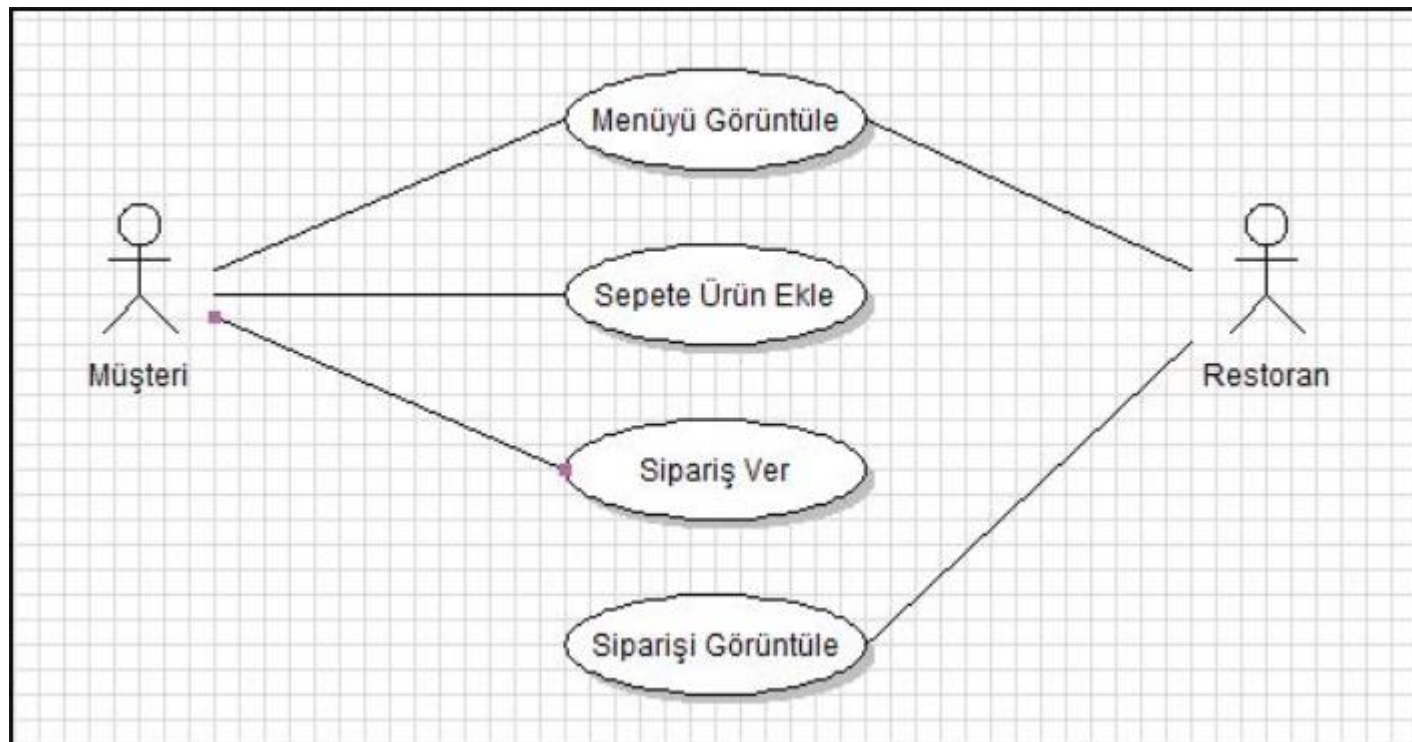 Menüyü Görüntüle
Sepete Ürün Ekle
Müşteri
Restoran
Sipariş Ver
Siparişi Görüntüle